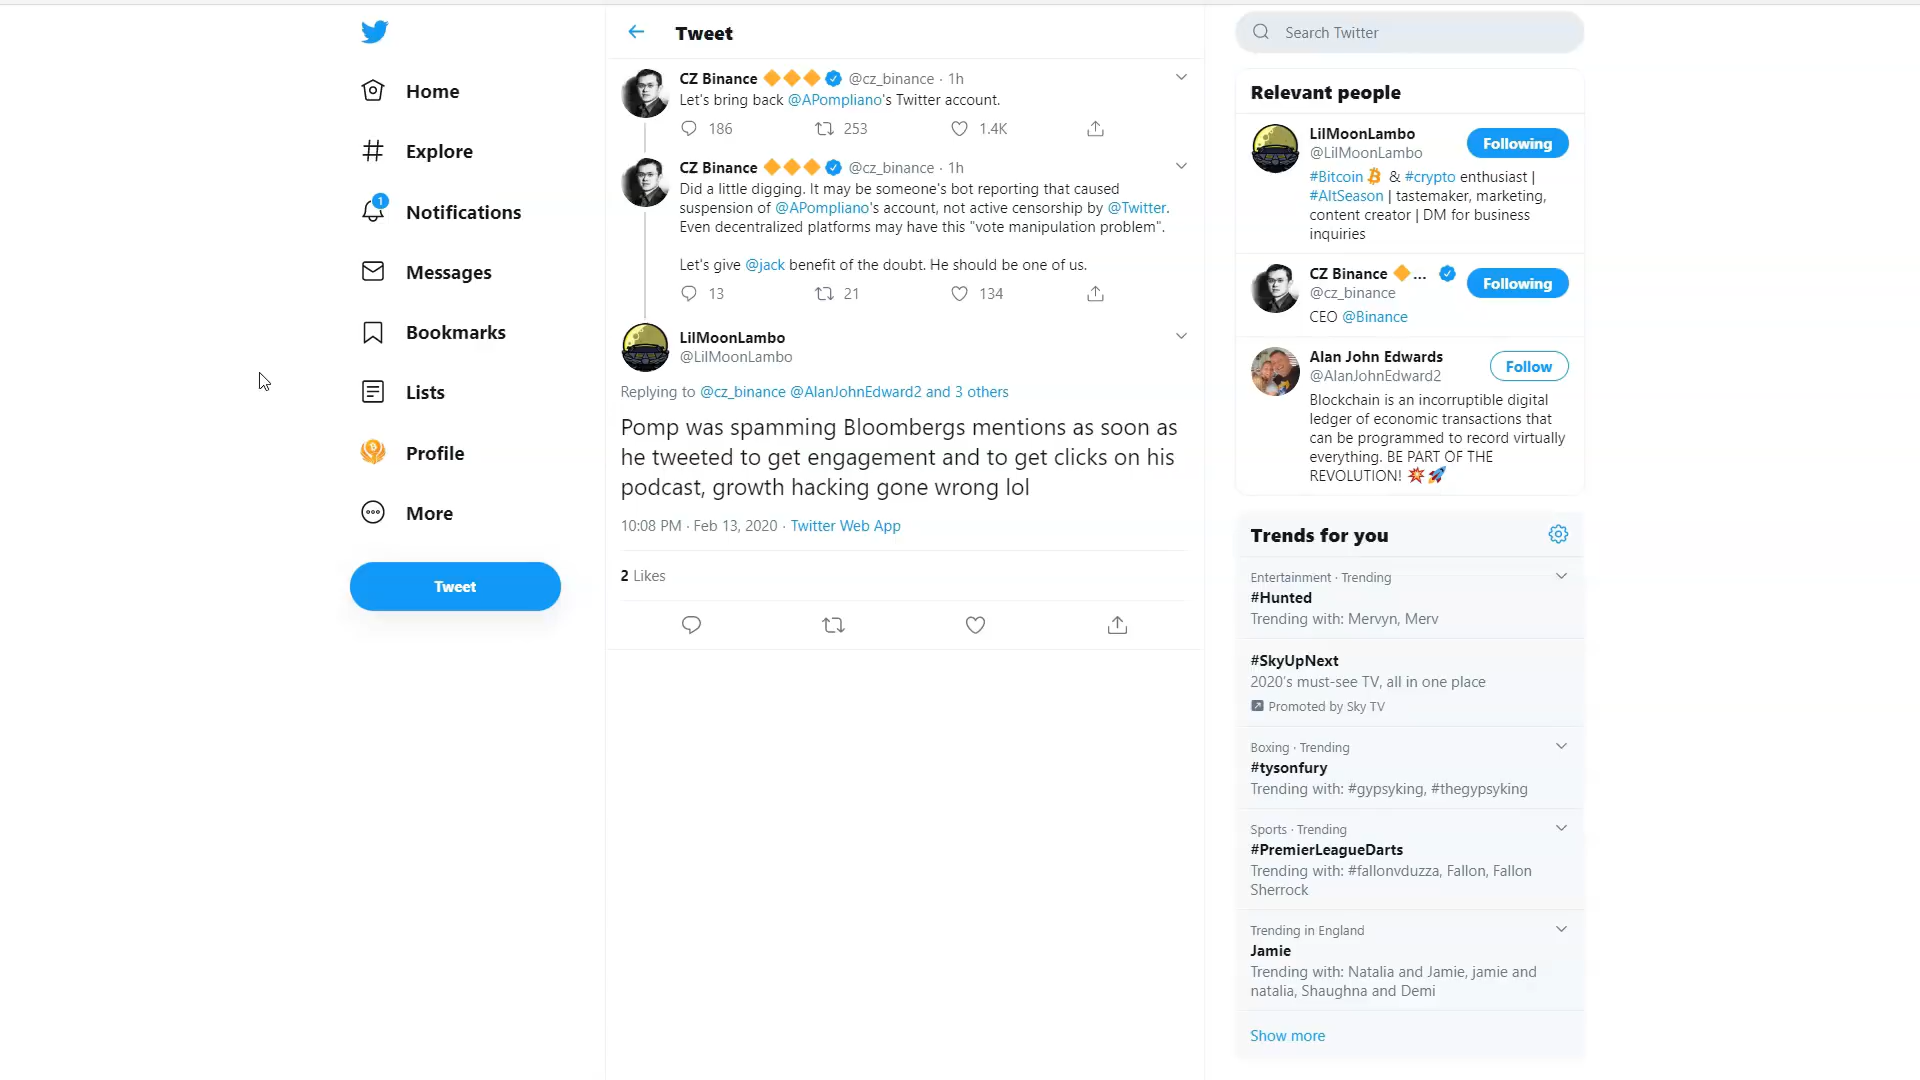 Home
Explore
1
Notifications
Messages
Bookmarks
Lists
Profile
More
Tweet
Tweet
CZ Binance 🔶🔶🔶 @cz_binance · 1h
Let's bring back @APompliano's Twitter account.
186 253 1.4K
CZ Binance 🔶🔶🔶 @cz_binance · 1h
Did a little digging. It may be someone's bot reporting that caused
suspension of @APompliano's account, not active censorship by @Twitter.
Even decentralized platforms may have this "vote manipulation problem".
Let's give @jack benefit of the doubt. He should be one of us.
13 21 134
LilMoonLambo
@LilMoonLambo
Replying to @cz_binance @AlanJohnEdward2 and 3 others
Pomp was spamming Bloombergs mentions as soon as
he tweeted to get engagement and to get clicks on his
podcast, growth hacking gone wrong lol
10:08 PM · Feb 13, 2020 · Twitter Web App
2 Likes
Search Twitter
Relevant people
LilMoonLambo
@LilMoonLambo
Following
#Bitcoin & #crypto enthusiast |
#AltSeason | tastemaker, marketing,
content creator | DM for business
inquiries
CZ Binance 🔶...
@cz_binance
Following
CEO @Binance
Alan John Edwards
@AlanJohnEdward2
Follow
Blockchain is an incorruptible digital
ledger of economic transactions that
can be programmed to record virtually
everything. BE PART OF THE
REVOLUTION! 💥🚀
Trends for you
Entertainment · Trending
#Hunted
Trending with: Mervyn, Merv
#SkyUpNext
2020's must-see TV, all in one place
Promoted by Sky TV
Boxing · Trending
#tysonfury
Trending with: #gypsyking, #thegypsyking
Sports · Trending
#PremierLeagueDarts
Trending with: #fallonvduzza, Fallon, Fallon
Sherrock
Trending in England
Jamie
Trending with: Natalia and Jamie, jamie and
natalia, Shaughna and Demi
Show more